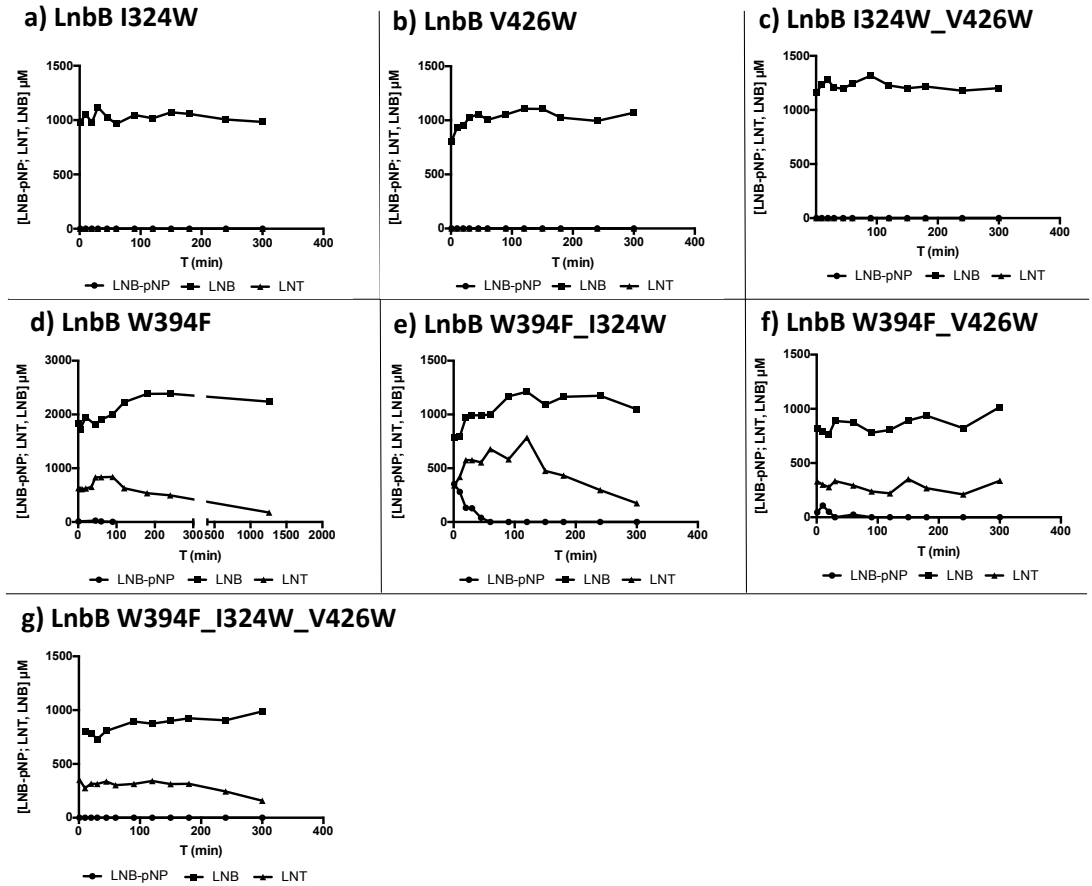 a) LnbB I324W
[LNB-pNP; LNT, LNB] µM
1500
1000
500
0
0 100 200 300 400
T (min)
LNB-pNP LNB LNT
b) LnbB V426W
[LNB-pNP; LNT, LNB] µM
1500
1000
500
0
0 100 200 300 400
T (min)
LNB-pNP LNB LNT
c) LnbB I324W_V426W
[LNB-pNP; LNT, LNB] µM
1500
1000
500
0
100 200 300 400
T (min)
LNB-pNP LNB LNT
d) LnbB W394F
[LNB-pNP; LNT, LNB] µM
3000
2000
1000
0
0 100 200 300 500 1000 1500 2000
T (min)
LNB-pNP LNB LNT
e) LnbB W394F_I324W
[LNB-pNP; LNT, LNB] µM
1500
1000
500
0
0 100 200 300 400
T (min)
LNB-pNP LNB LNT
f) LnbB W394F_V426W
[LNB-pNP; LNT, LNB] µM
1500
1000
500
0
0 100 200 300 400
T (min)
LNB-pNP LNB LNT
g) LnbB W394F_I324W_V426W
[LNB-pNP; LNT, LNB] µM
1500
1000
500
0
0 100 200 300 400
T (min)
LNB-pNP LNB LNT